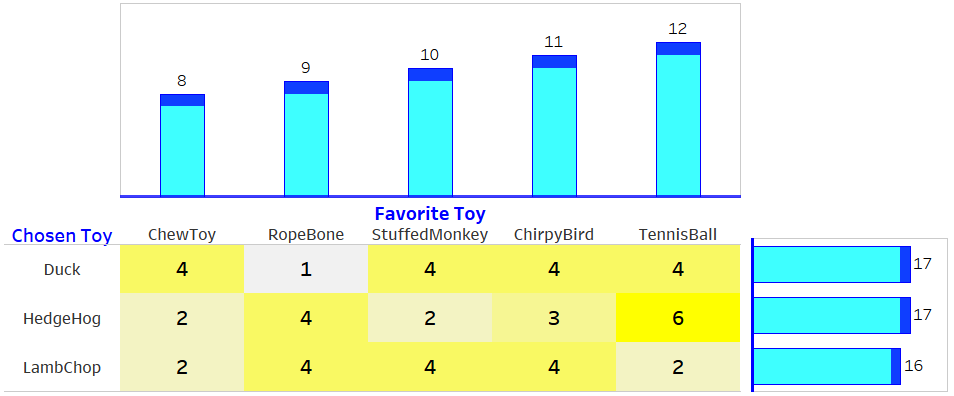 8 9 10 11 12
Favorite Toy
Chosen Toy ChewToy RopeBone StuffedMonkey ChirpyBird TennisBall
Duck 4 1 4 4 4 17
HedgeHog 2 4 2 3 6 17
LambChop 2 4 4 4 2 16